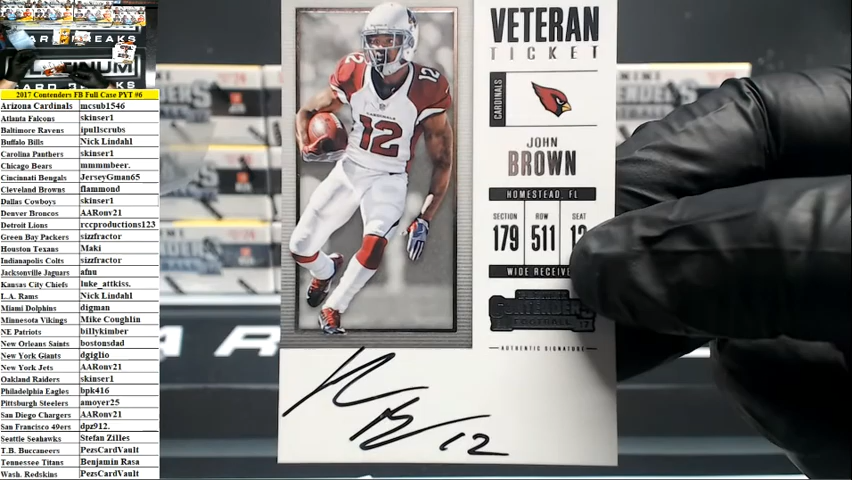 2017 Contenders FB Full Case PYT #6
Arizona Cardinals mcsub1546
Atlanta Falcons skinser1
Baltimore Ravens ipullscrubs
Buffalo Bills Nick Lindahl
Carolina Panthers skinser1
Chicago Bears mmmmbeer.
Cincinnati Bengals JerseyGman65
Cleveland Browns flammond
Dallas Cowboys skinser1
Denver Broncos AARonv21
Detroit Lions rccproductions123
Green Bay Packers sizzfractor
Houston Texans Maki
Indianapolis Colts sizzfractor
Jacksonville Jaguars afnu
Kansas City Chiefs luke_attkiss.
L.A. Rams Nick Lindahl
Miami Dolphins digman
Minnesota Vikings Mike Coughlin
NE Patriots billykimber
New Orleans Saints bostonsdad
New York Giants dgiglio
New York Jets AARonv21
Oakland Raiders skinser1
Philadelphia Eagles bpk416
Pittsburgh Steelers amoyer25
San Diego Chargers AARonv21
San Francisco 49ers dpz912.
Seattle Seahawks Stefan Zilles
T.B. Buccaneers PezsCardVault
Tennessee Titans Benjamin Rasa
Wash. Redskins PezsCardVault
VETERAN
TICKET
CARDINALS
JOHN
BROWN
HOMESTEAD, FL
SECTION ROW SEAT
179 511
WIDE RECEIVE
CONTENDERS
FOOTBALL 17
AUTHENTIC SIGNATURE
CARDINALS
12
12
12
12